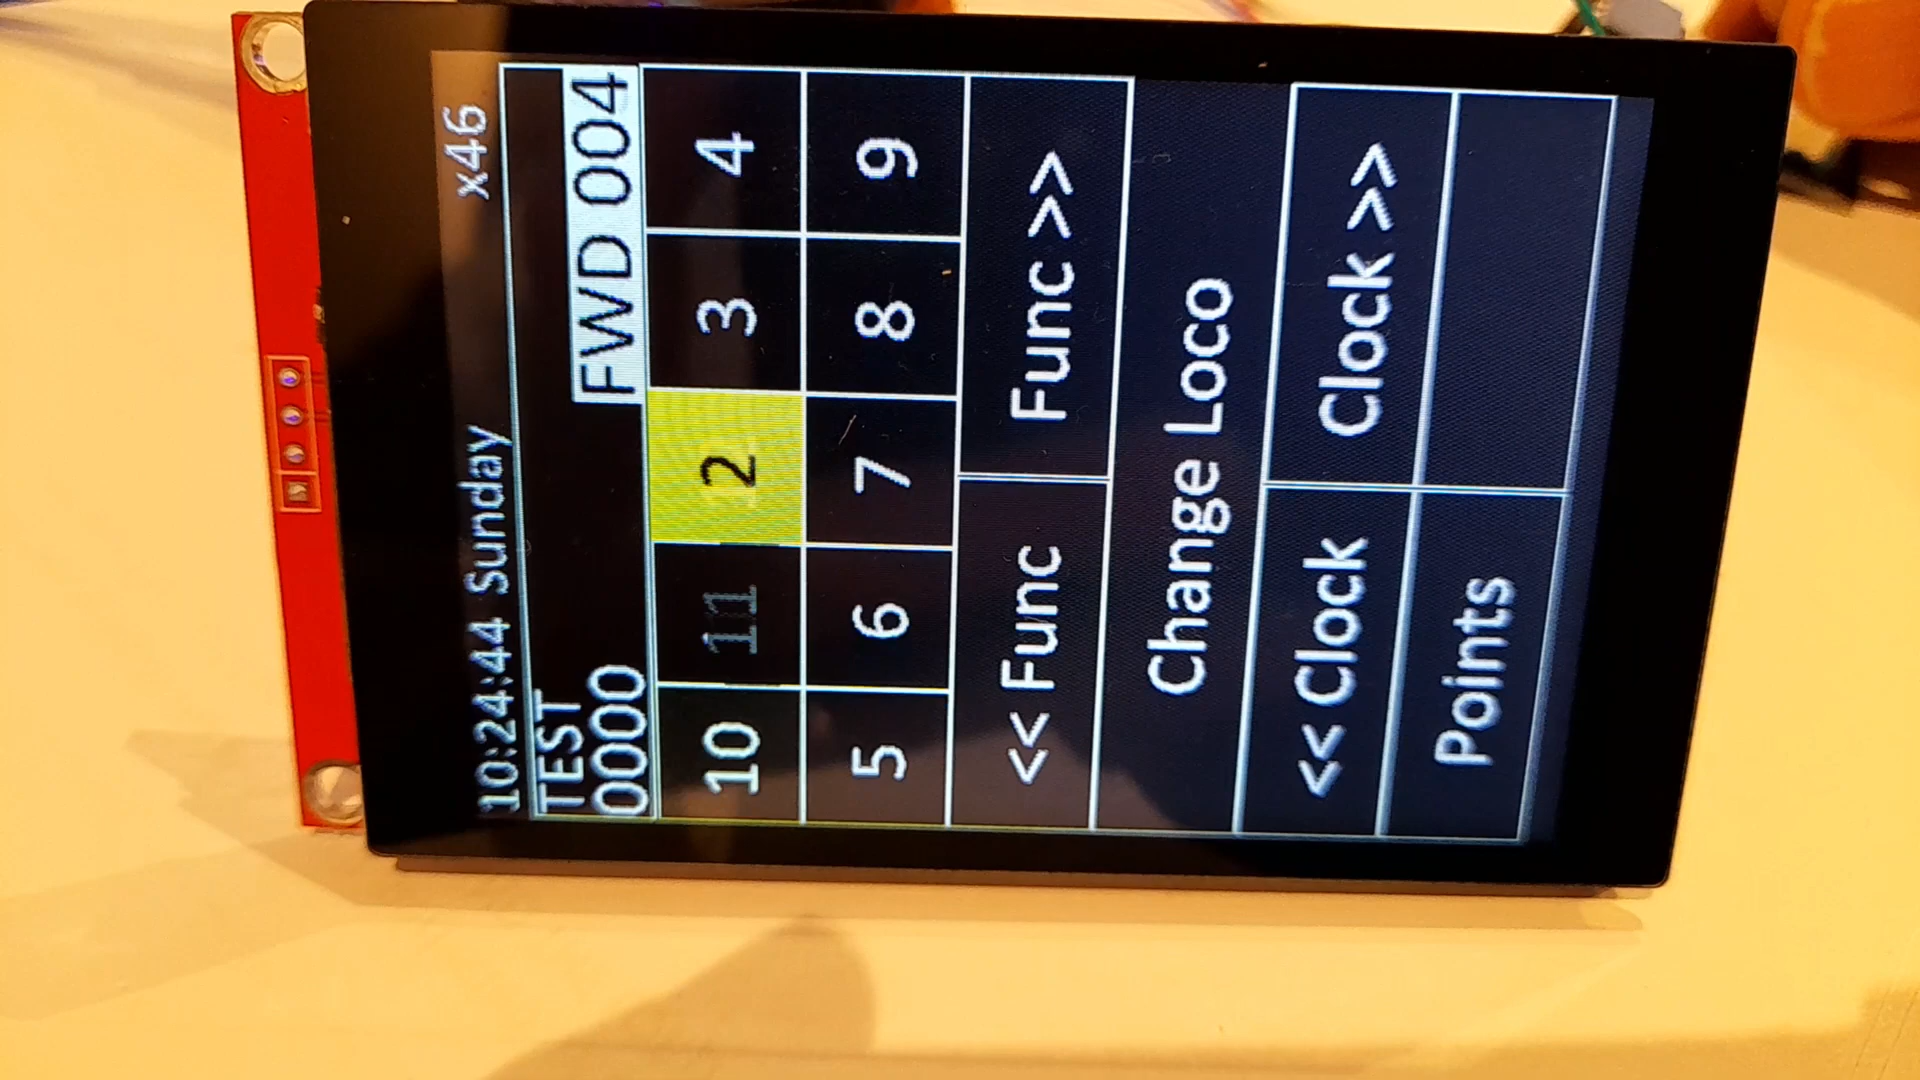 10:24:44 Sunday x46
TEST
0000 FWD 004
10 11 2 3 4
5 6 7 8 9
<< Func Func >>
Change Loco
<< Clock Clock >>
Points